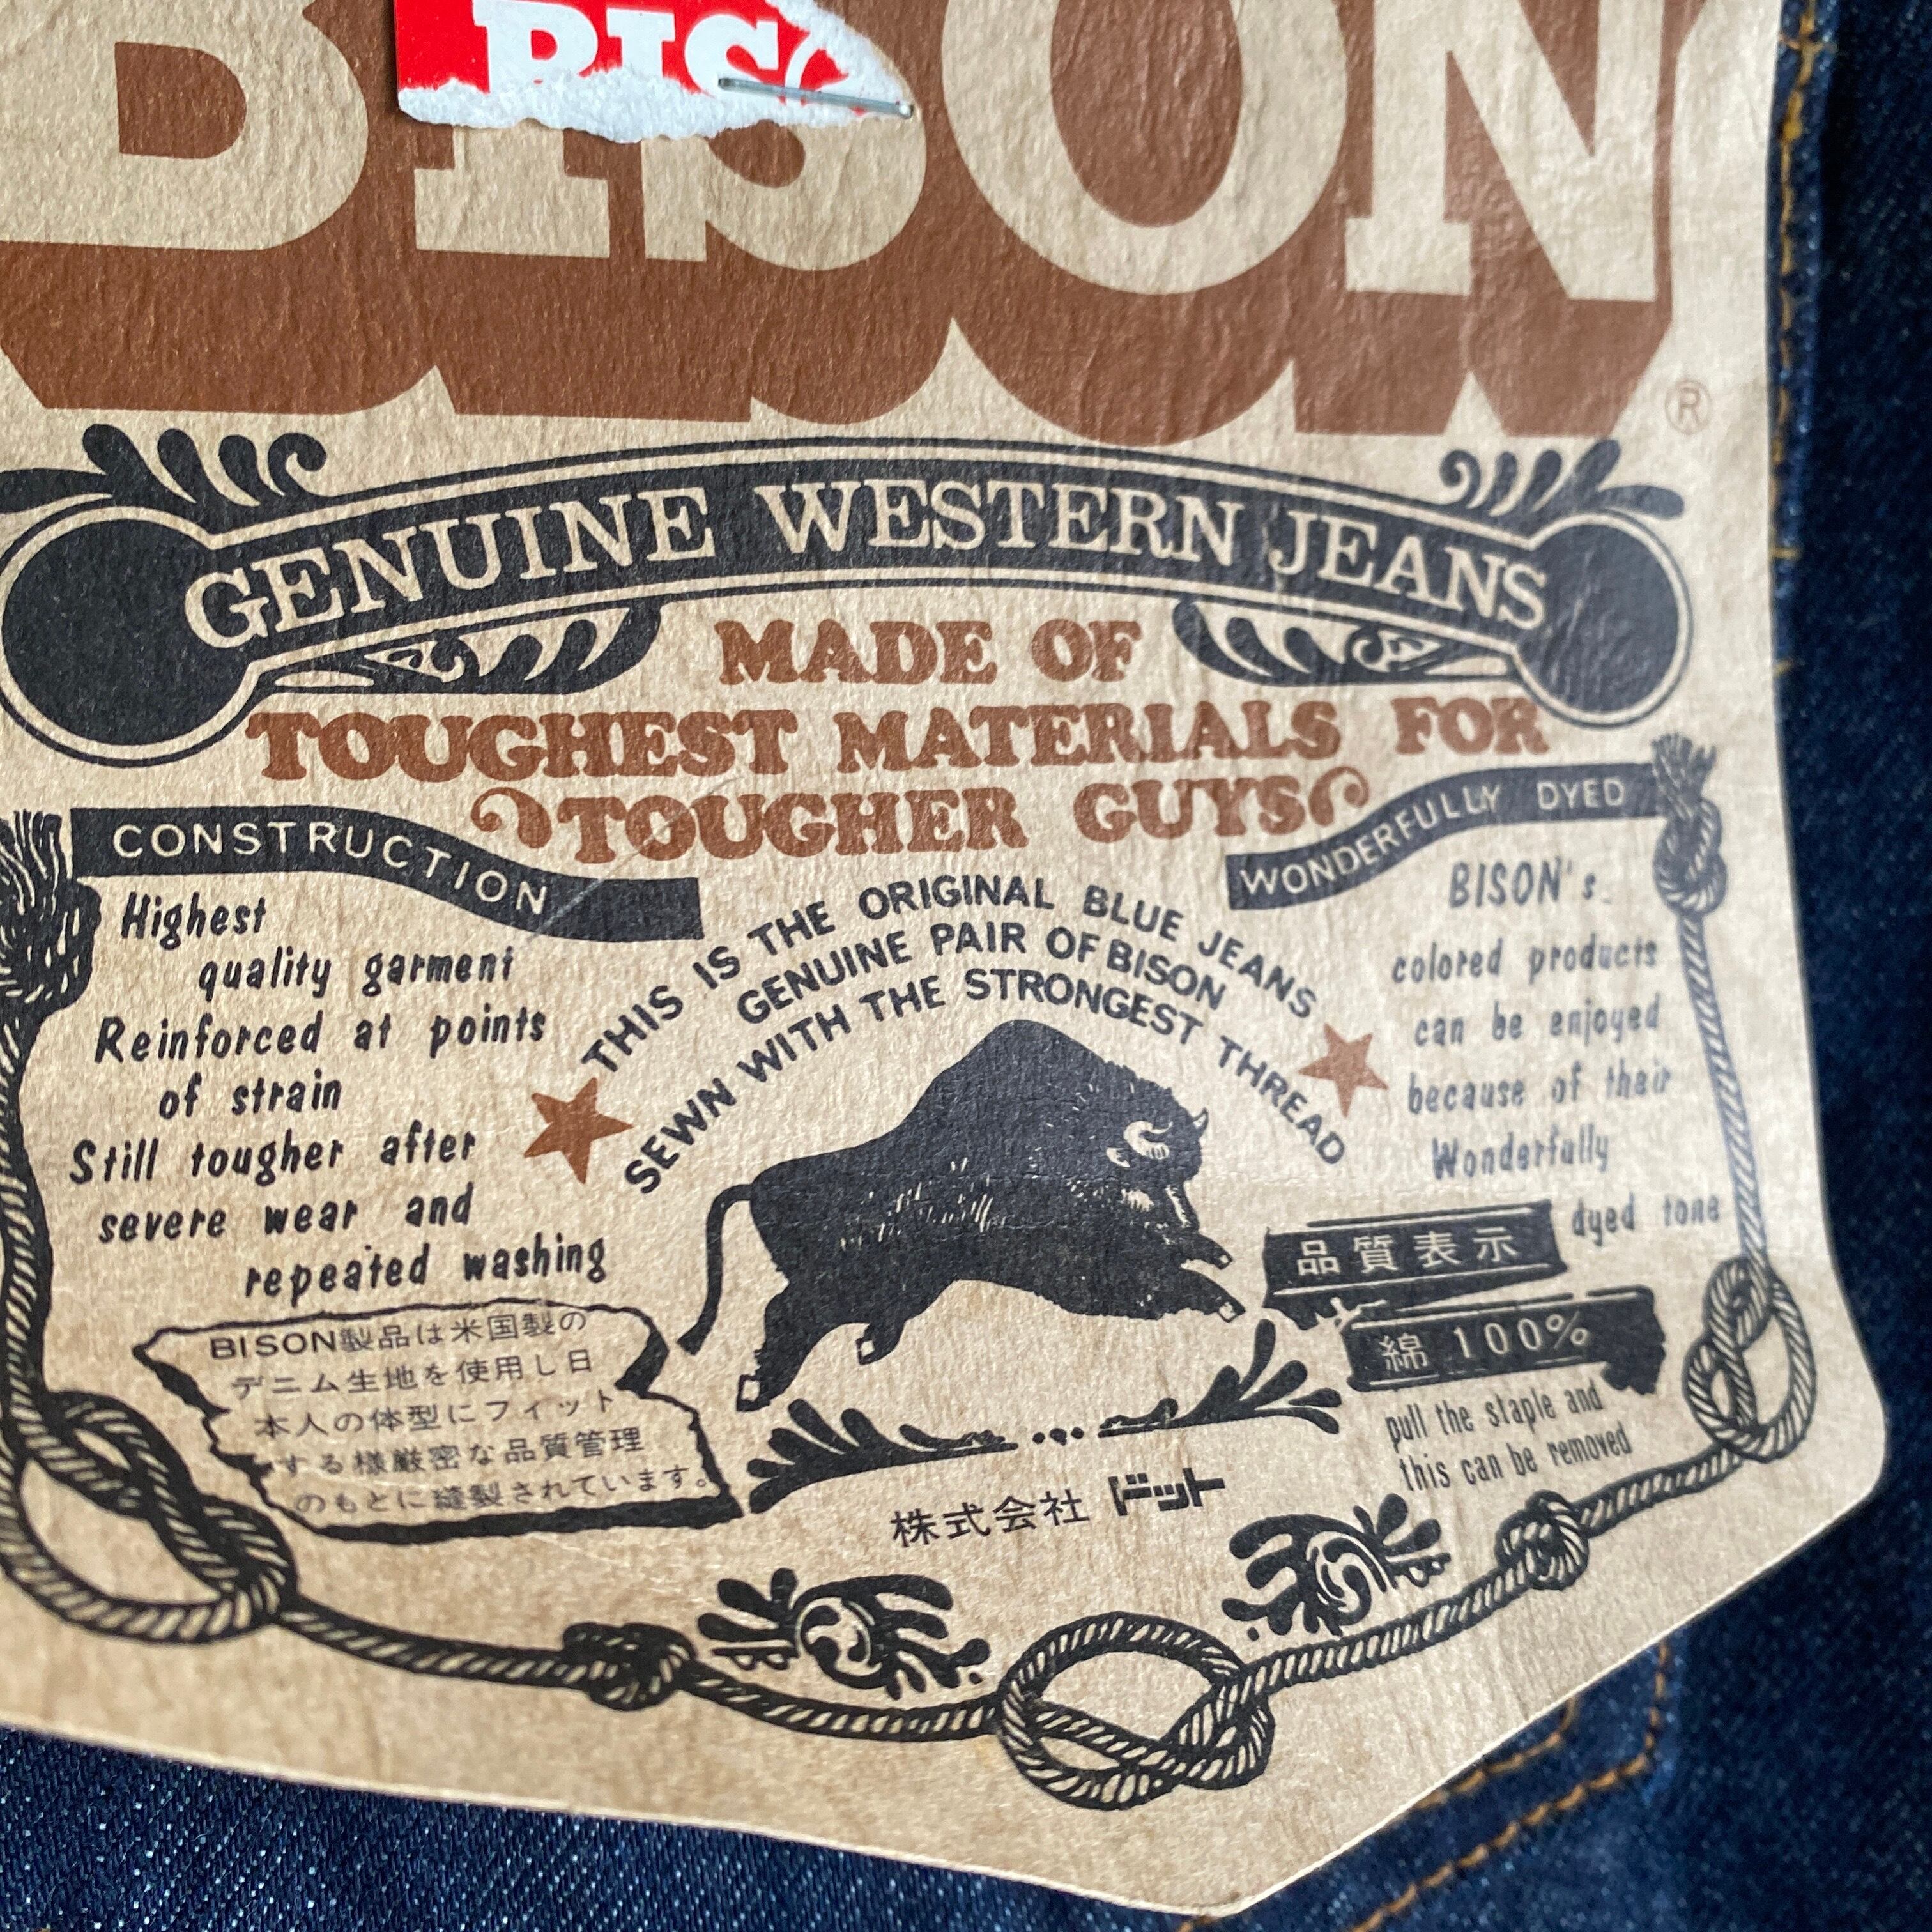 BISON
BISO
®
GENUINE WESTERN JEANS
MADE OF
TOUGHEST MATERIALS FOR
TOUGHER GUYS
CONSTRUCTION
Highest
quality garment
Reinforced at points
of strain
Still tougher after
severe wear and
repeated washing
THIS IS THE ORIGINAL BLUE JEANS
GENUINE PAIR OF BISON
SEWN WITH THE STRONGEST THREAD
WONDERFULLY DYED
BISON's
colored products
can be enjoyed
because of their
Wonderfully
dyed tone
品質表示
綿 100%
pull the staple and
this can be removed
BISON製品は米国製の
デニム生地を使用し日
本人の体型にフィット
する様厳密な品質管理
のもとに縫製されています。
株式会社 ドット